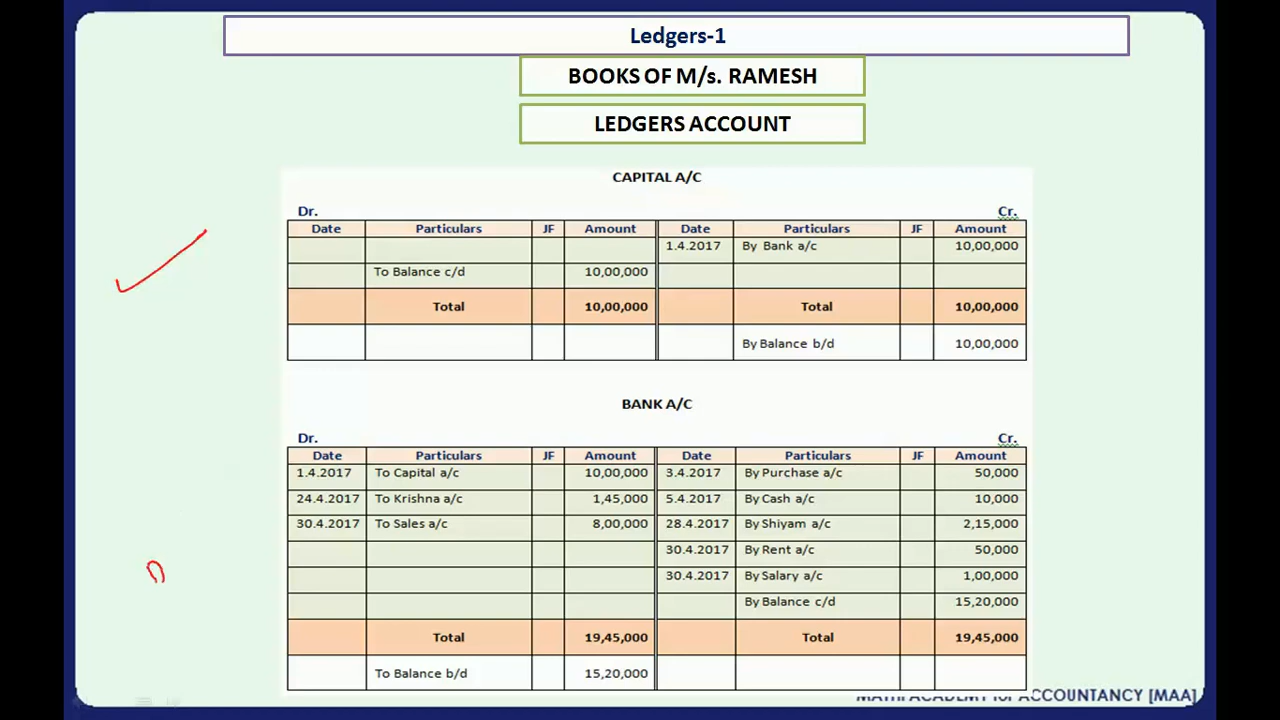 Ledgers-1
BOOKS OF M/s. RAMESH
LEDGERS ACCOUNT
CAPITAL A/C
Dr. Cr.
Date Particulars JF Amount Date Particulars JF Amount
1.4.2017 By Bank a/c 10,00,000
To Balance c/d 10,00,000
Total 10,00,000 Total 10,00,000
By Balance b/d 10,00,000
BANK A/C
Dr. Cr.
Date Particulars JF Amount Date Particulars JF Amount
1.4.2017 To Capital a/c 10,00,000 3.4.2017 By Purchase a/c 50,000
24.4.2017 To Krishna a/c 1,45,000 5.4.2017 By Cash a/c 10,000
30.4.2017 To Sales a/c 8,00,000 28.4.2017 By Shiyam a/c 2,15,000
30.4.2017 By Rent a/c 50,000
30.4.2017 By Salary a/c 1,00,000
By Balance c/d 15,20,000
Total 19,45,000 Total 19,45,000
To Balance b/d 15,20,000
ACCOUNTANCY [MAA]